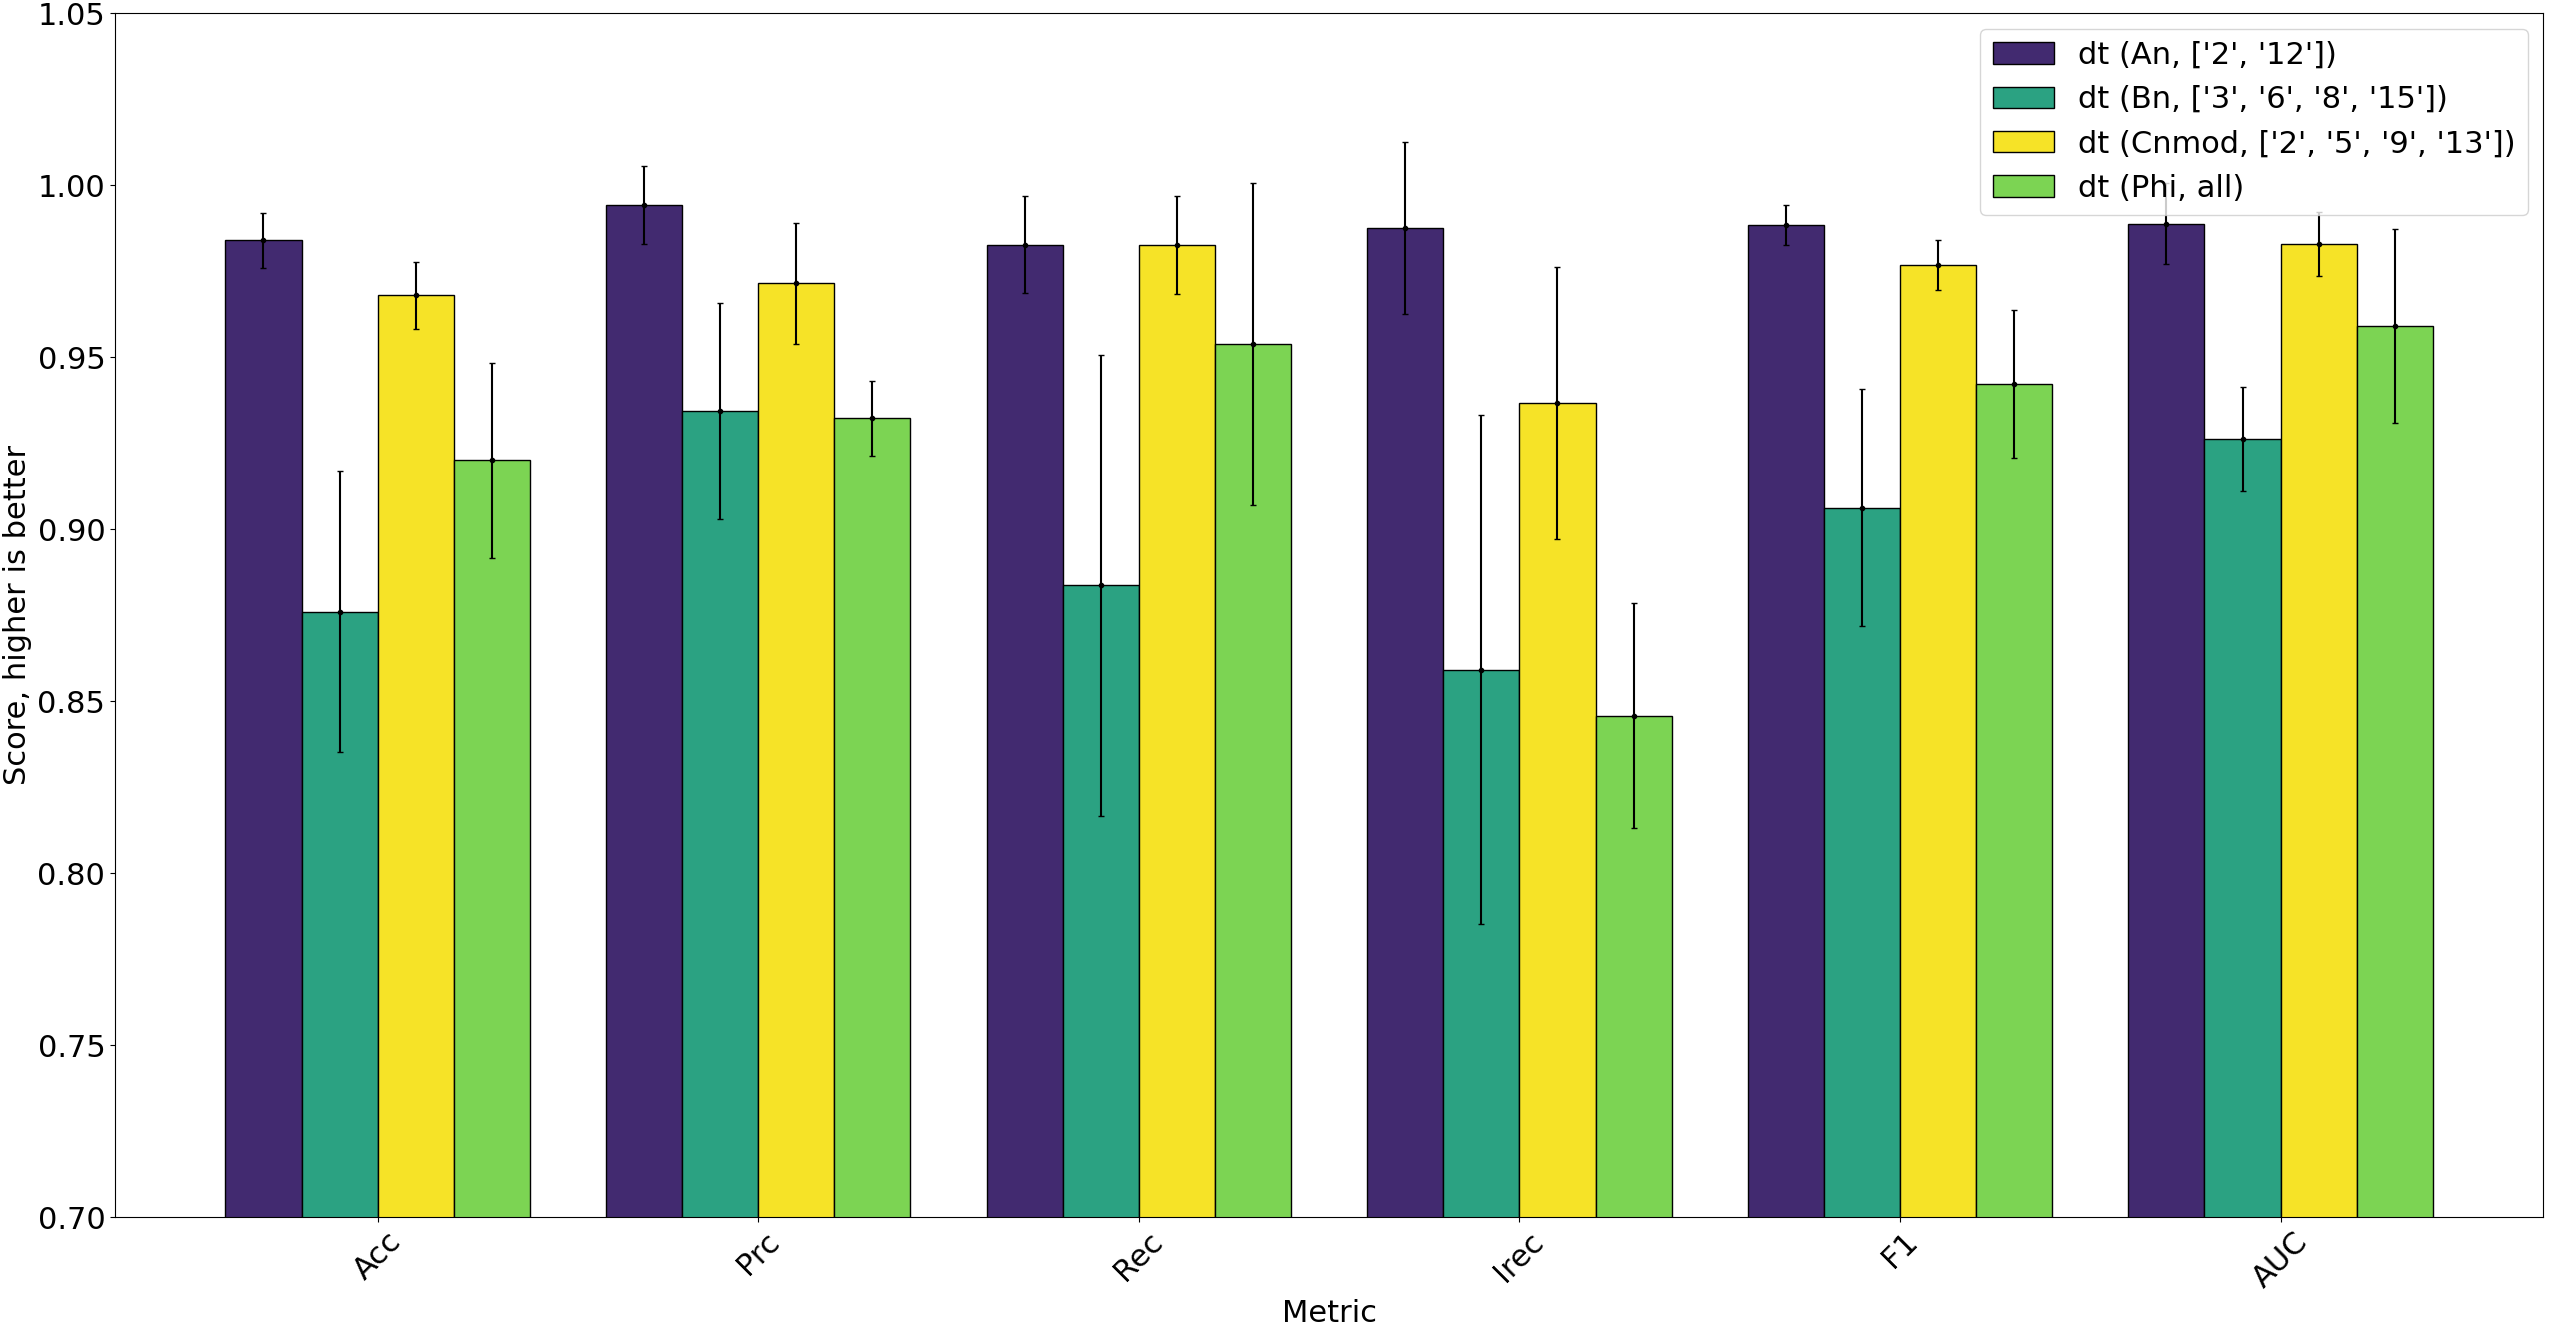 1.05
1.00
0.95
0.90
0.85
0.80
0.75
0.70
Score, higher is better
dt (An, ['2', '12'])
dt (Bn, ['3', '6', '8', '15'])
dt (Cnmod, ['2', '5', '9', '13'])
dt (Phi, all)
Acc
Prc
Rec
Irec
F1
AUC
Metric